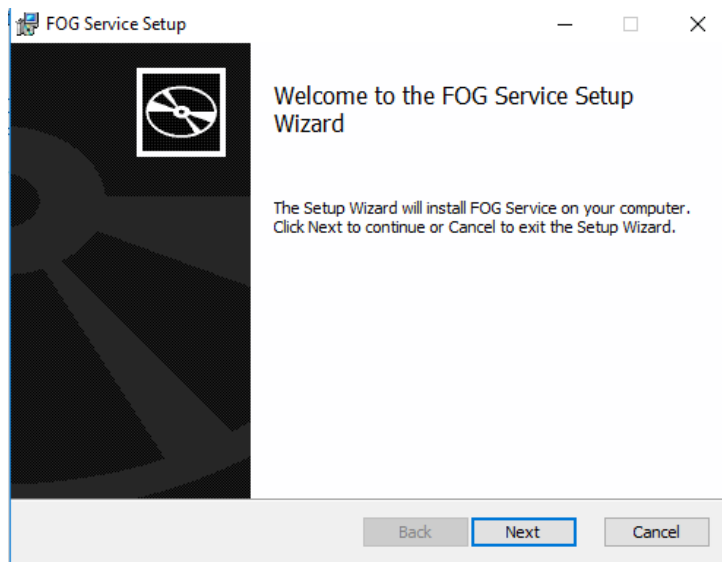 FOG Service Setup
Welcome to the FOG Service Setup
Wizard
The Setup Wizard will install FOG Service on your computer.
Click Next to continue or Cancel to exit the Setup Wizard.
Back Next Cancel